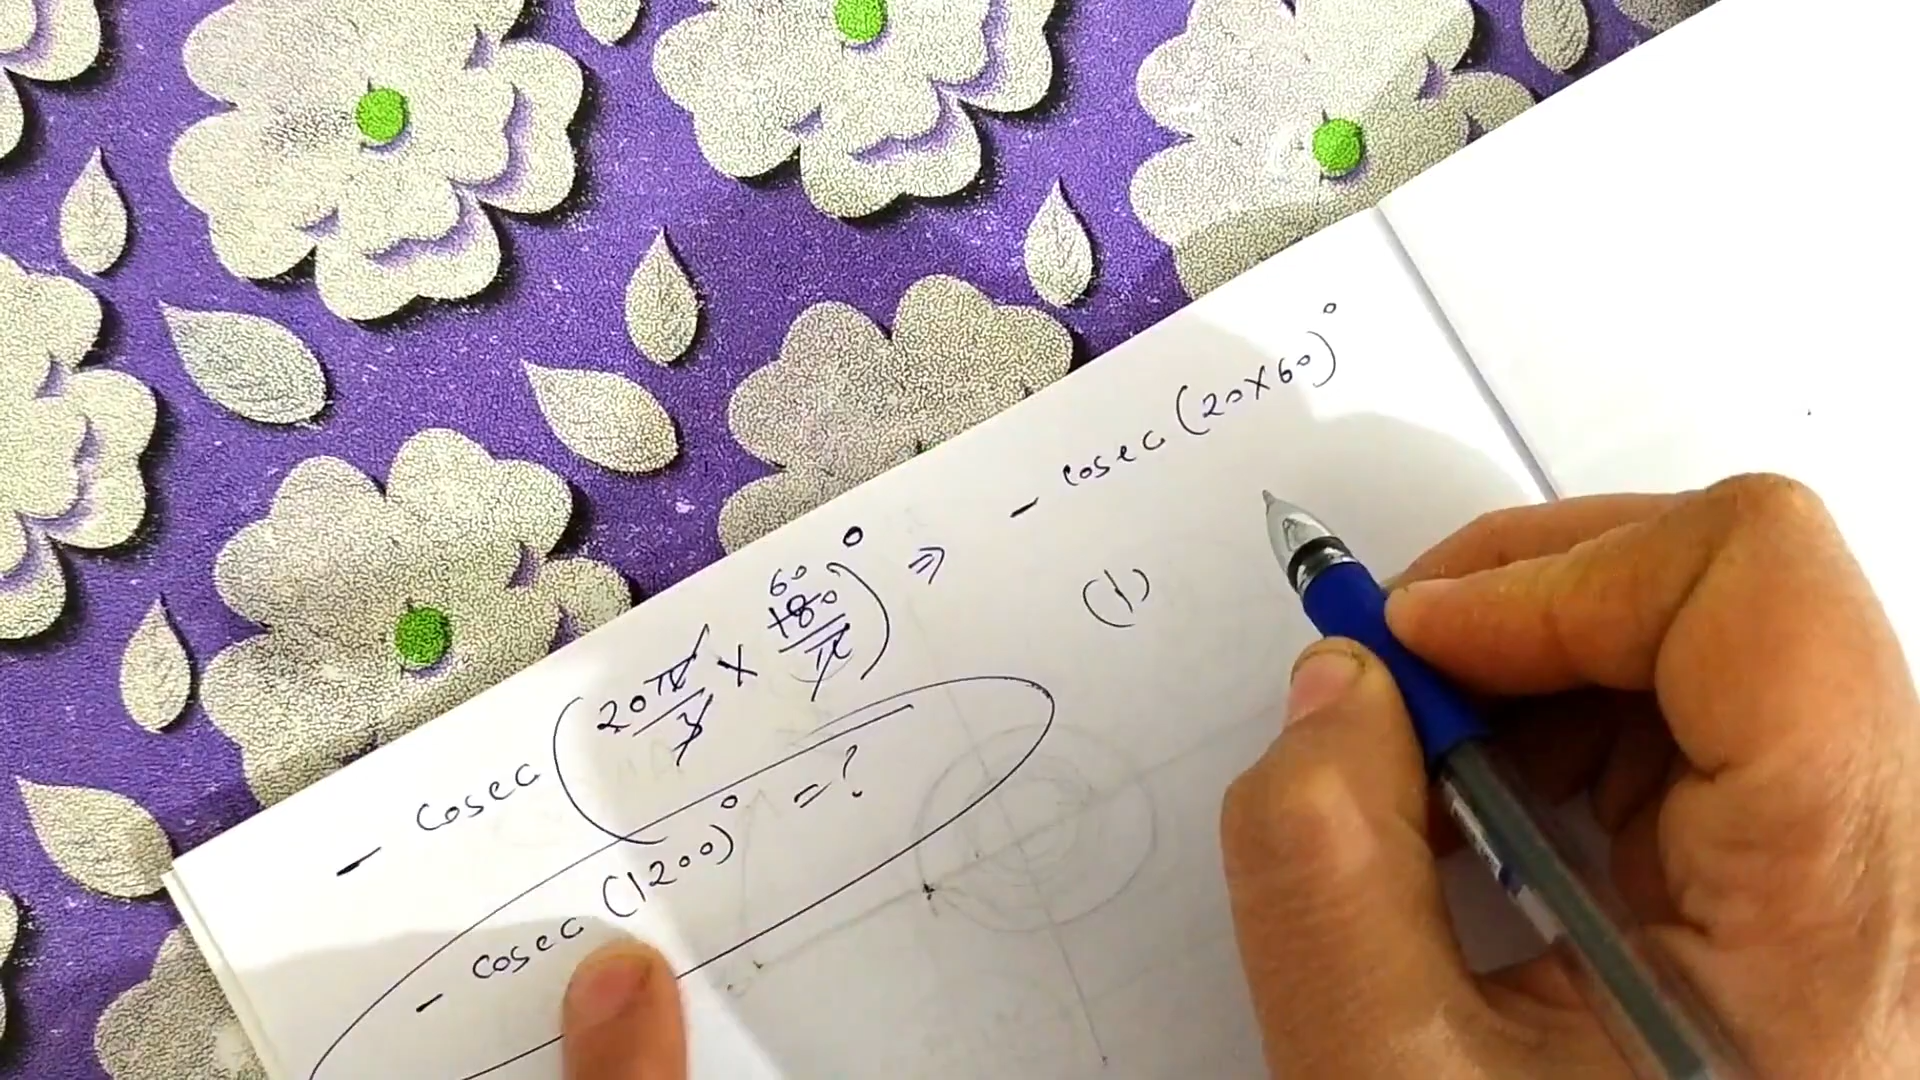 - cosec (20π/3 × 180/π)° ⇒ - cosec (20×60)°
60
(1)
- cosec (1200)° = ?